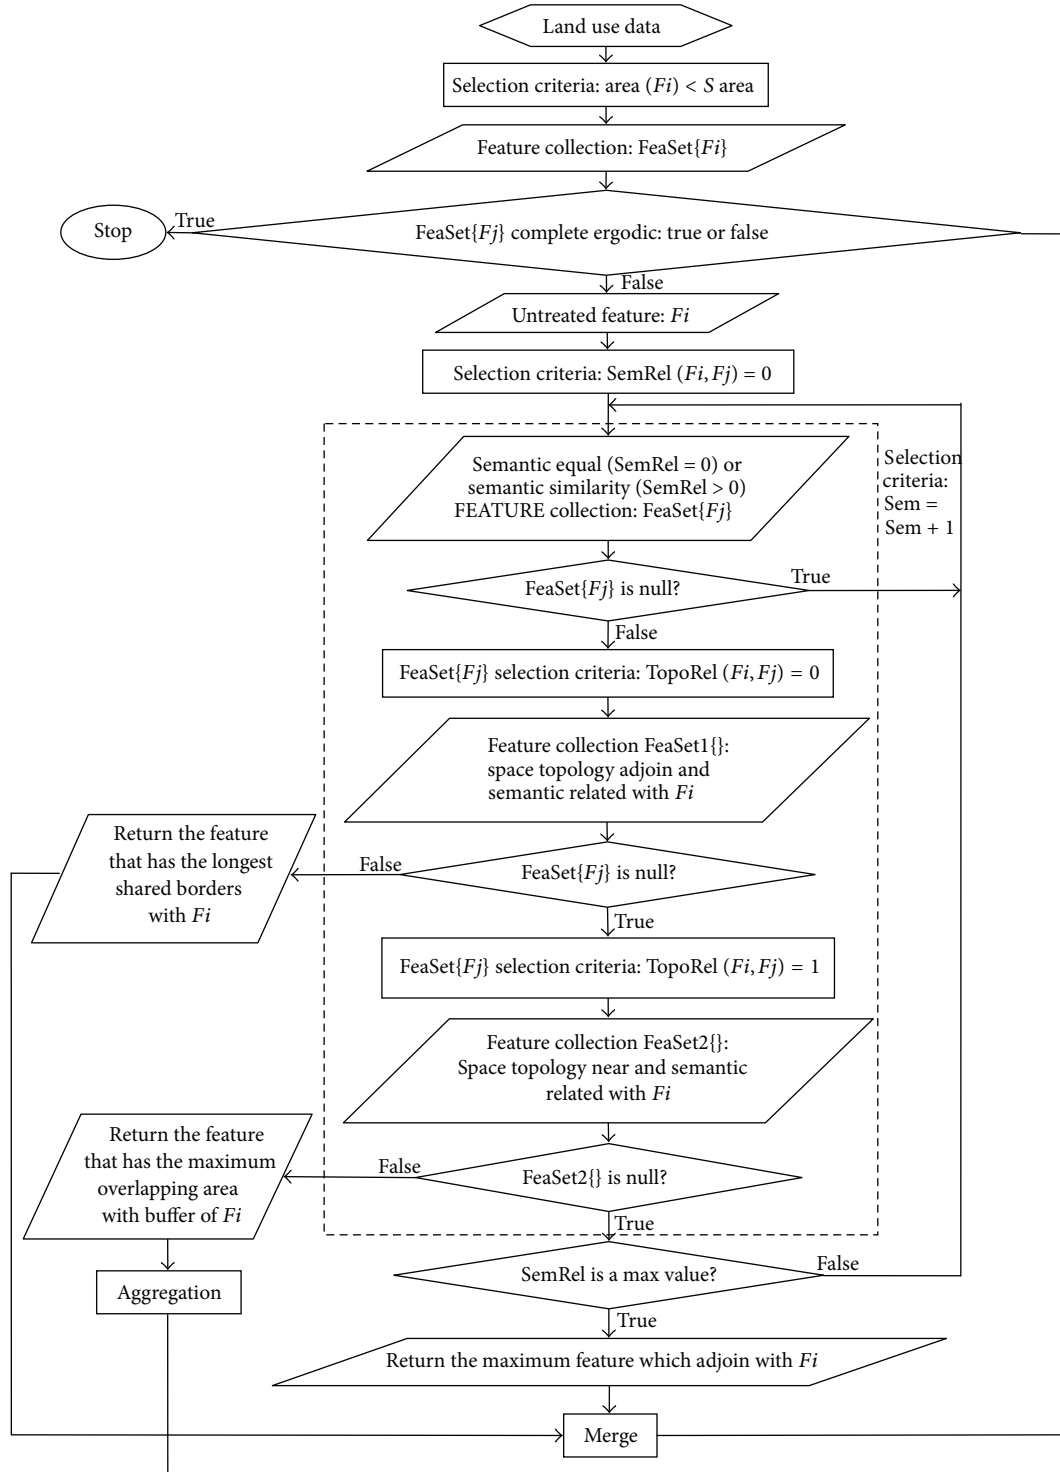 Land use data
Selection criteria: area (Fi) < S area
Feature collection: FeaSet{Fi}
True
Stop
FeaSet{Fj} complete ergodic: true or false
False
Untreated feature: Fi
Selection criteria: SemRel (Fi, Fj) = 0
Semantic equal (SemRel = 0) or
semantic similarity (SemRel > 0)
FEATURE collection: FeaSet{Fj}
Selection
criteria:
Sem =
Sem + 1
FeaSet{Fj} is null?
True
False
FeaSet{Fj} selection criteria: TopoRel (Fi, Fj) = 0
Feature collection FeaSet1{}:
space topology adjoin and
semantic related with Fi
Return the feature
that has the longest
shared borders
with Fi
False
FeaSet{Fj} is null?
True
FeaSet{Fj} selection criteria: TopoRel (Fi, Fj) = 1
Feature collection FeaSet2{}:
Space topology near and semantic
related with Fi
Return the feature
that has the maximum
overlapping area
with buffer of Fi
False
FeaSet2{} is null?
True
SemRel is a max value?
False
Aggregation
True
Return the maximum feature which adjoin with Fi
Merge